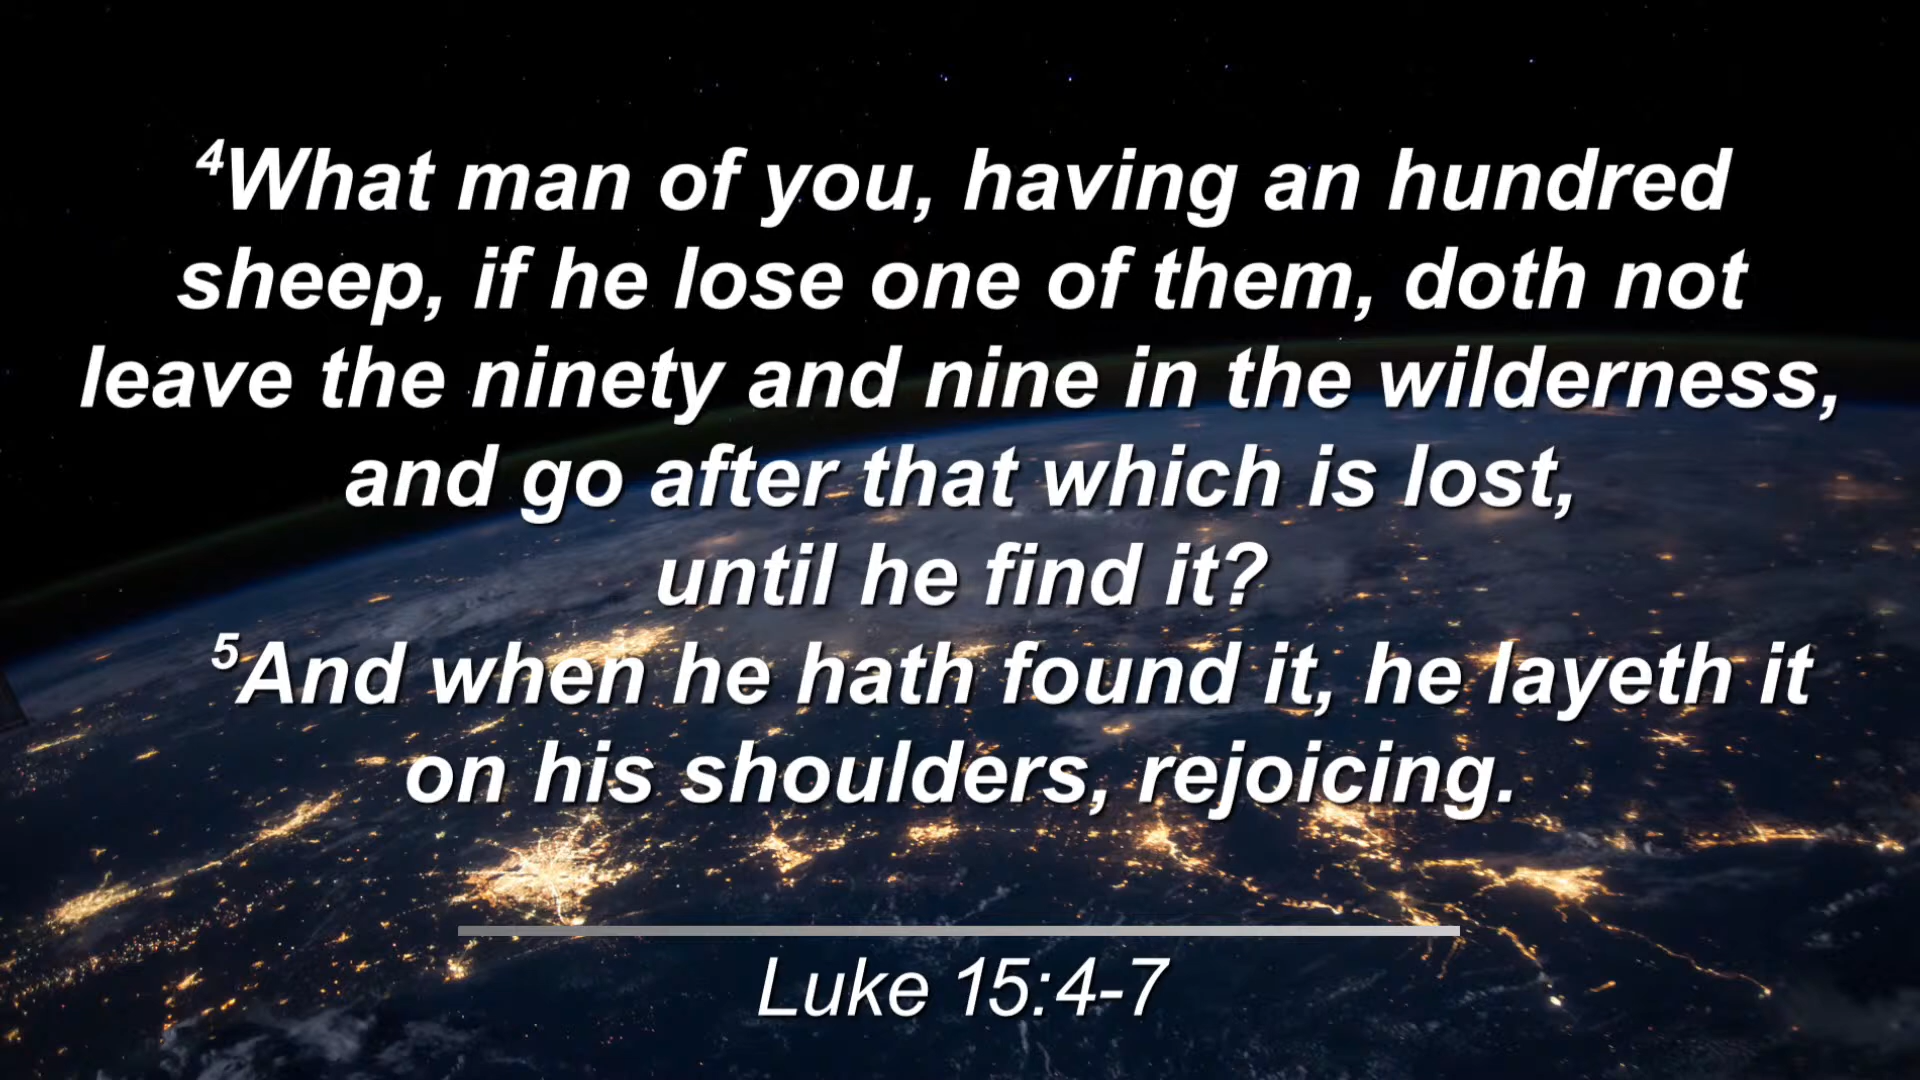 ⁴What man of you, having an hundred
sheep, if he lose one of them, doth not
leave the ninety and nine in the wilderness,
and go after that which is lost,
until he find it?
⁵And when he hath found it, he layeth it
on his shoulders, rejoicing.
Luke 15:4-7